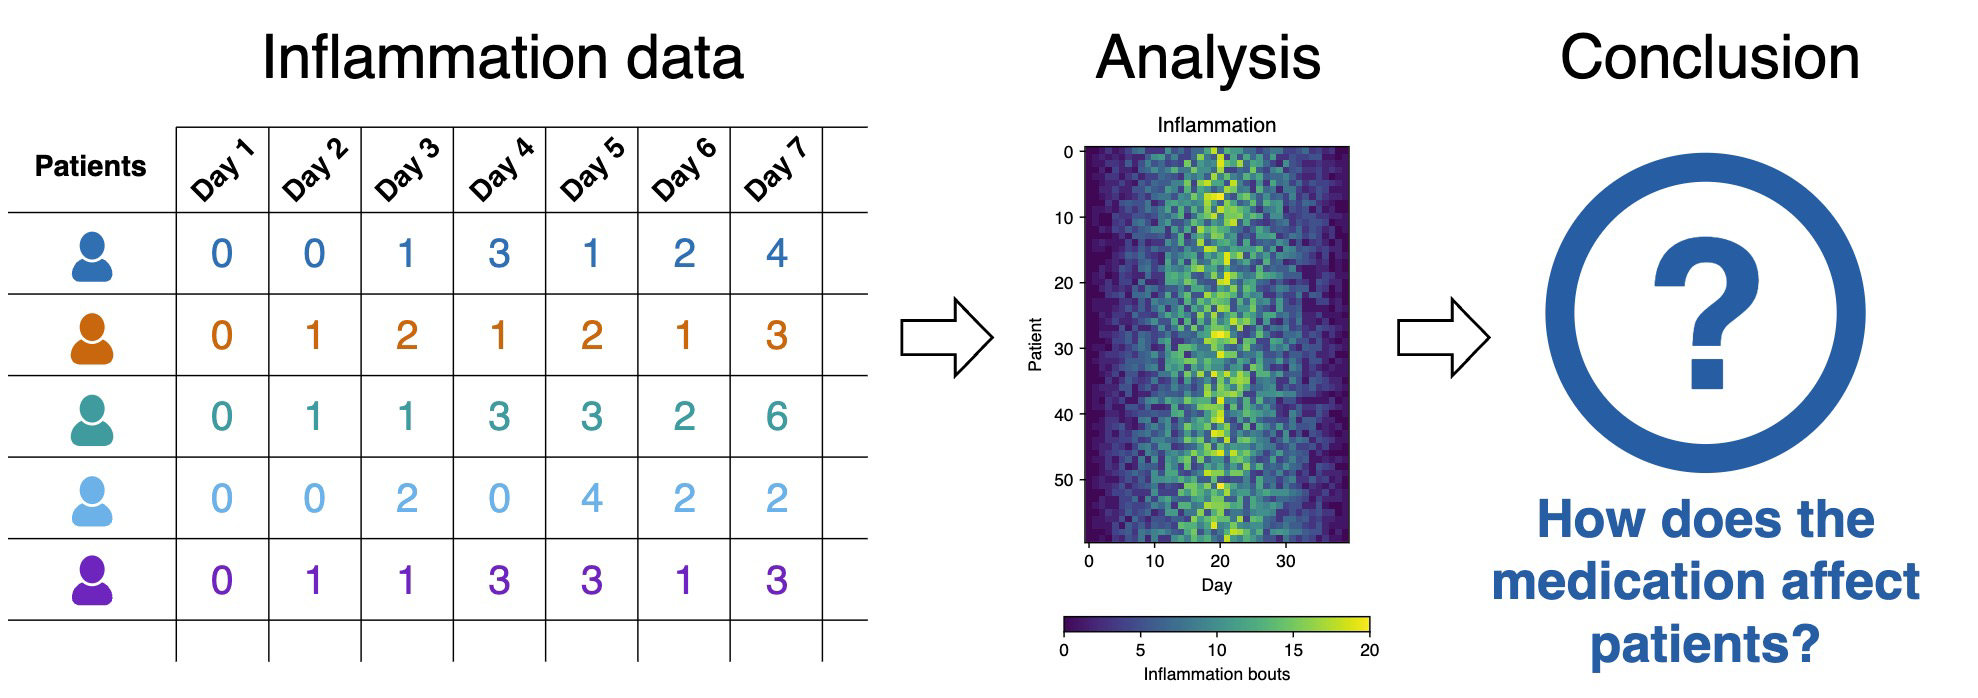 Inflammation data
Patients Day 1 Day 2 Day 3 Day 4 Day 5 Day 6 Day 7
0 0 1 3 1 2 4
0 1 2 1 2 1 3
0 1 1 3 3 2 6
0 0 2 0 4 2 2
0 1 1 3 3 1 3
Analysis
Inflammation
0
10
20
30
40
50
Patient
0 10 20 30
Day
0 5 10 15 20
Inflammation bouts
Conclusion
?
How does the
medication affect
patients?